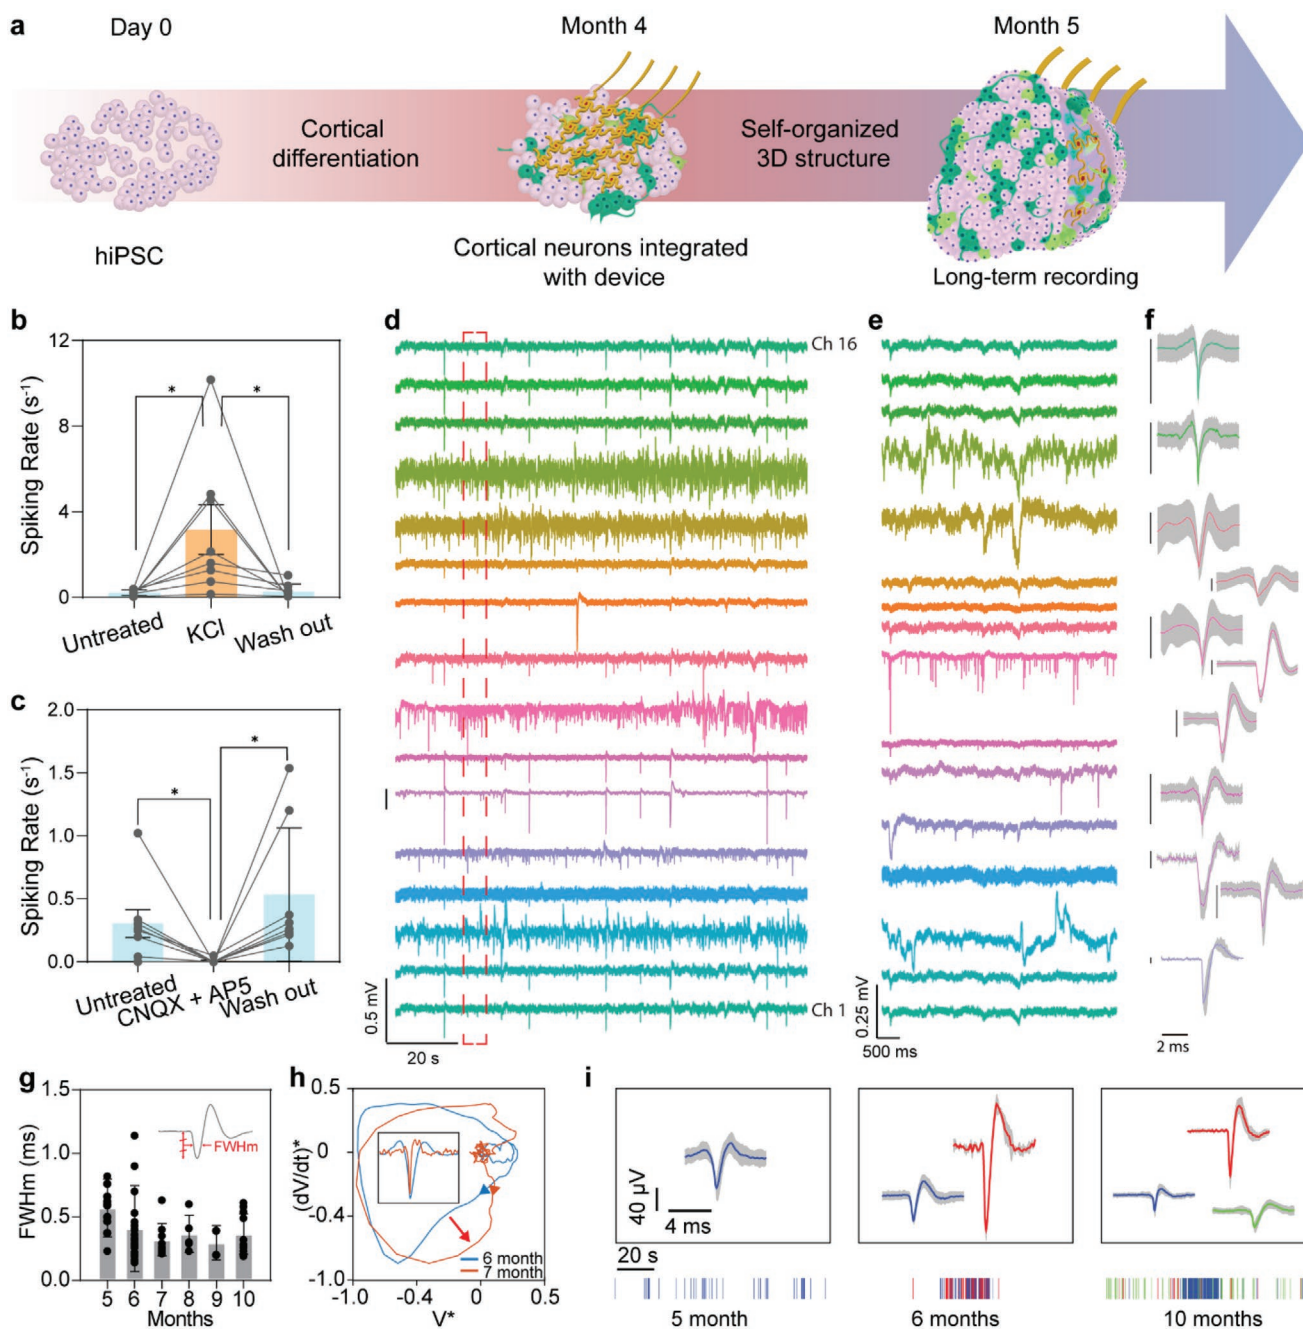 a
Day 0
Month 4
Month 5
Cortical
differentiation
Self-organized
3D structure
hiPSC
Cortical neurons integrated
with device
Long-term recording
b
12
8
4
0
Spiking Rate (s⁻¹)
*
*
Untreated
KCl
Wash out
c
2.0
1.5
1.0
0.5
0.0
Spiking Rate (s⁻¹)
*
*
Untreated
CNQX + AP5
Wash out
d
Ch 16
Ch 1
0.5 mV
20 s
e
0.25 mV
500 ms
f
2 ms
g
1.5
1.0
0.5
0.0
FWHm (ms)
FWHm
5 6 7 8 9 10
Months
h
0.5
0
-0.4
-1.0
(dV/dt)*
6 month
7 month
-1.0 -0.4 0 0.5
V*
i
40 µV
4 ms
20 s
5 month
6 months
10 months